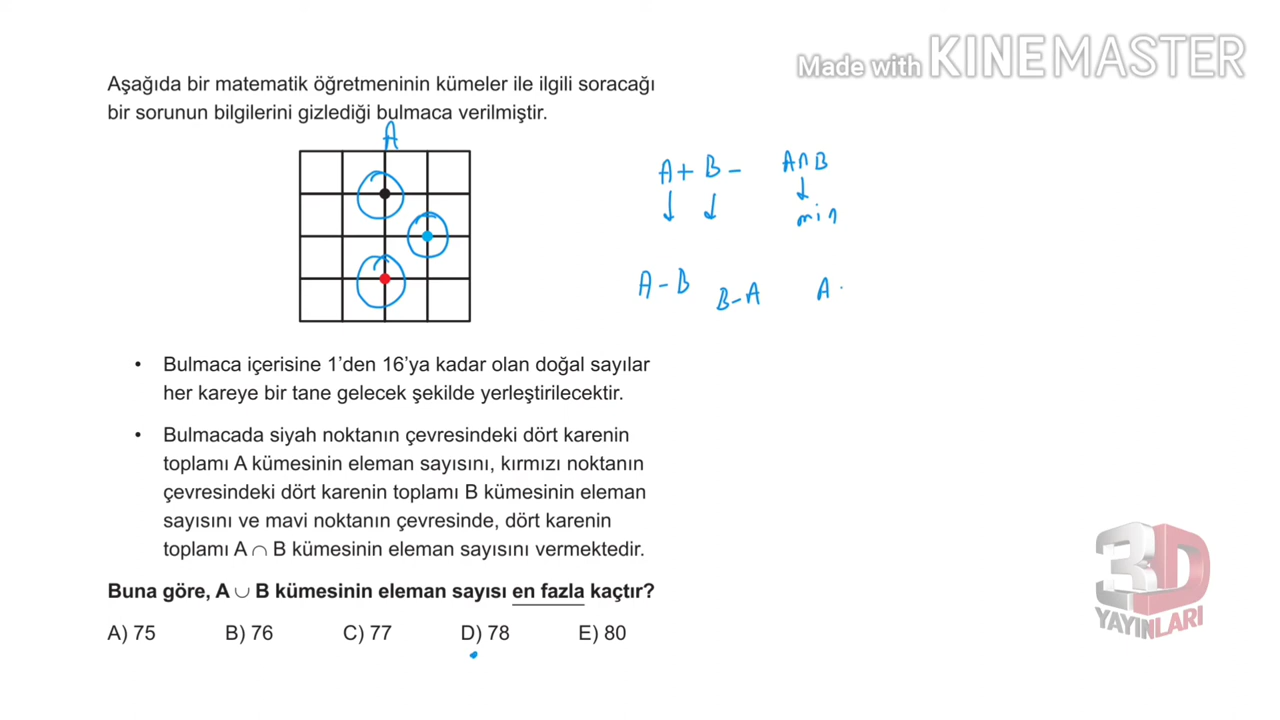 Made with KINEMASTER
Aşağıda bir matematik öğretmeninin kümeler ile ilgili soracağı
bir sorunun bilgilerini gizlediği bulmaca verilmiştir.
A
A + B - A∩B
min
A - B B-A A
• Bulmaca içerisine 1'den 16'ya kadar olan doğal sayılar
her kareye bir tane gelecek şekilde yerleştirilecektir.
• Bulmacada siyah noktanın çevresindeki dört karenin
toplamı A kümesinin eleman sayısını, kırmızı noktanın
çevresindeki dört karenin toplamı B kümesinin eleman
sayısını ve mavi noktanın çevresinde, dört karenin
toplamı A ∩ B kümesinin eleman sayısını vermektedir.
Buna göre, A ∪ B kümesinin eleman sayısı en fazla kaçtır?
A) 75 B) 76 C) 77 D) 78 E) 80
3D
YAYINLARI